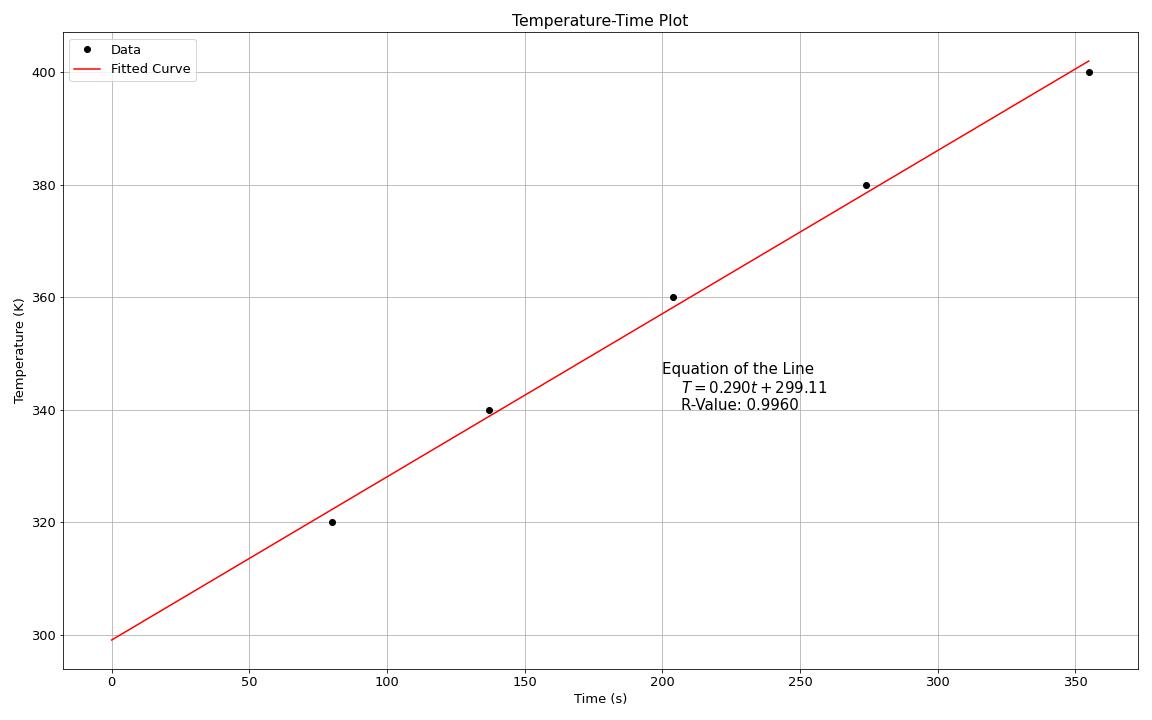 Temperature-Time Plot
Data
Fitted Curve
400
380
360
340
320
300
Temperature (K)
Equation of the Line
T = 0.290t + 299.11
R-Value: 0.9960
0 50 100 150 200 250 300 350
Time (s)